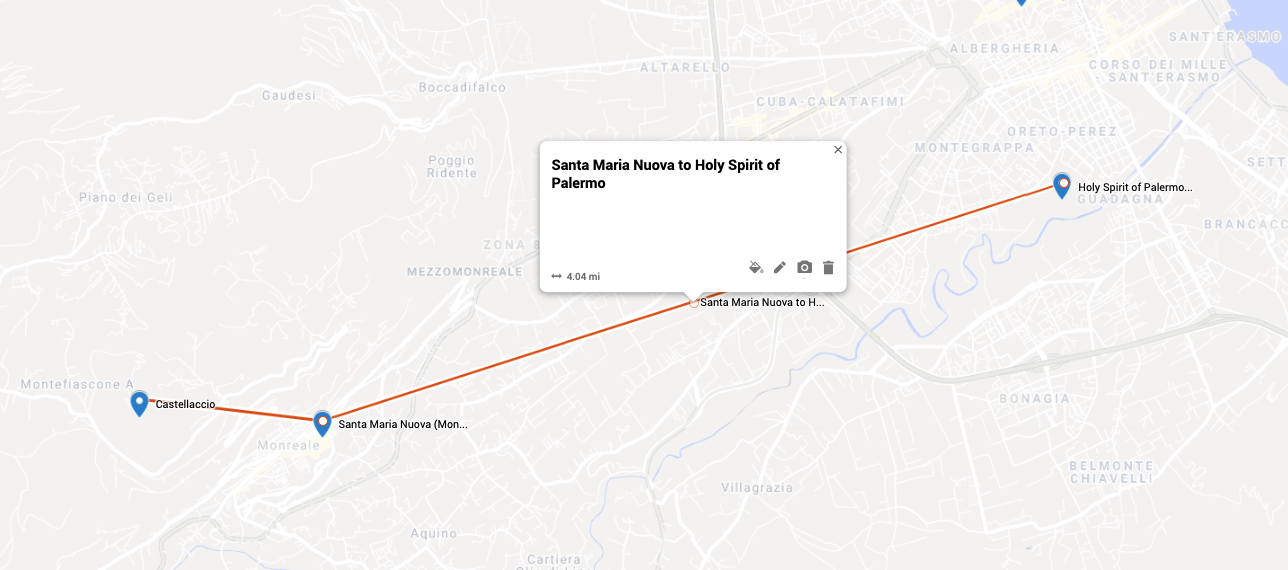 SANT'ERASMO
ALBERGHERIA
CORSO DEI MILLE
- SANT'ERASMO
ALTARELLO
Boccadifalco
Gaudesi
CUBA-CALATAFIMI
ORETO-PEREZ
MONTEGRAPPA
Poggio
Ridente
Santa Maria Nuova to Holy Spirit of
Palermo
4.04 mi
Piano dei Geli
Holy Spirit of Palermo...
GUADAGNA
BRANCACC
SETT
ZONA 8
MEZZOMONREALE
Santa Maria Nuova to H...
Montefiascone A
Castellaccio
Santa Maria Nuova (Mon...
Monreale
BONAGIA
BELMONTE
CHIAVELLI
Villagrazia
Aquino
Cartiera